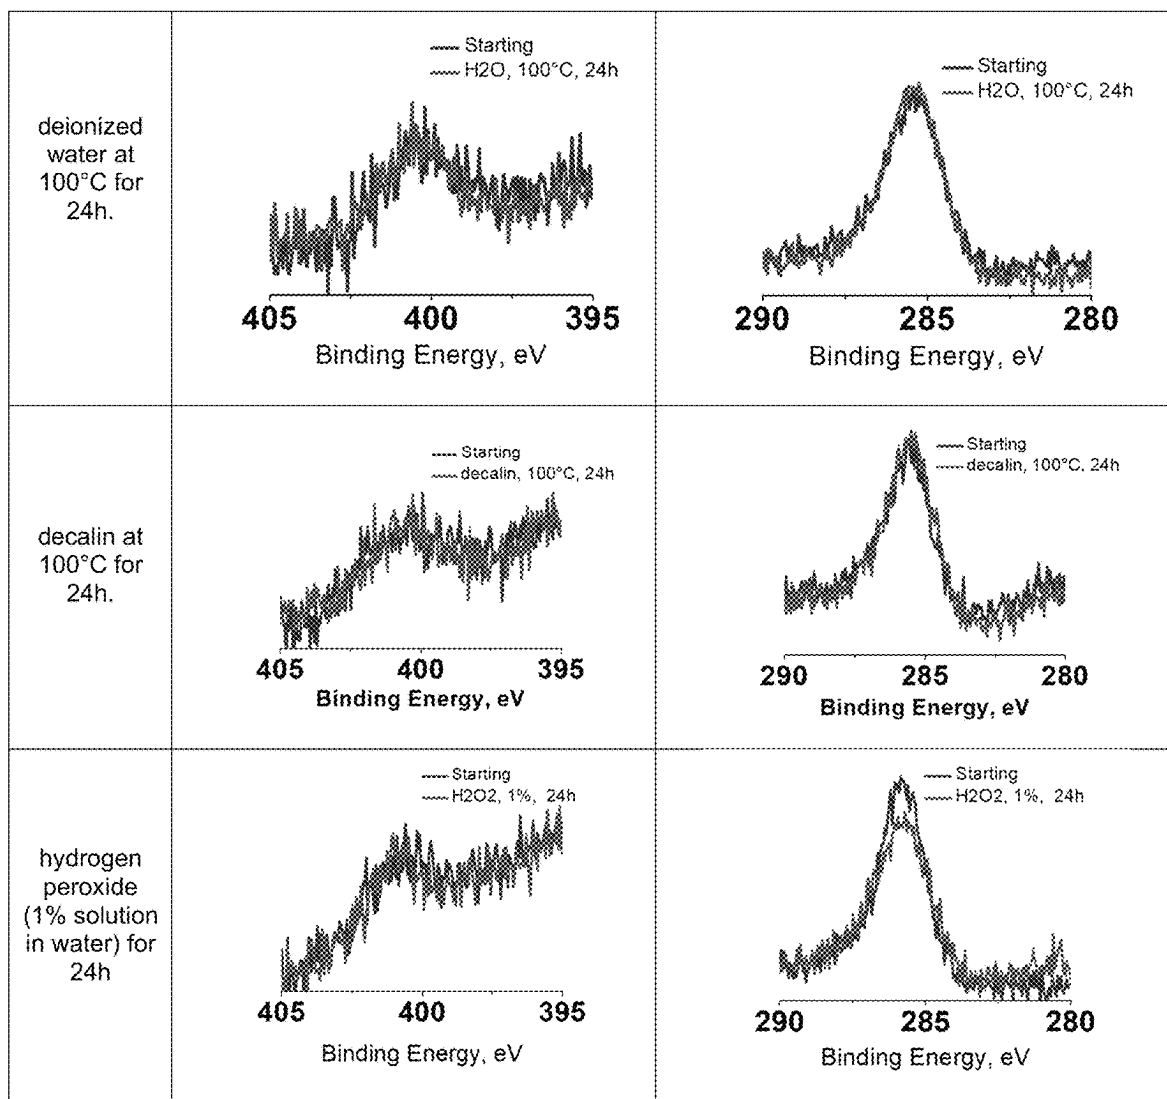 deionized
water at
100°C for
24h.
Starting
H2O, 100°C, 24h
405 400 395
Binding Energy, eV
Starting
H2O, 100°C, 24h
290 285 280
Binding Energy, eV
decalin at
100°C for
24h.
Starting
decalin, 100°C, 24h
405 400 395
Binding Energy, eV
Starting
decalin, 100°C, 24h
290 285 280
Binding Energy, eV
hydrogen
peroxide
(1% solution
in water) for
24h
Starting
H2O2, 1%, 24h
405 400 395
Binding Energy, eV
Starting
H2O2, 1%, 24h
290 285 280
Binding Energy, eV